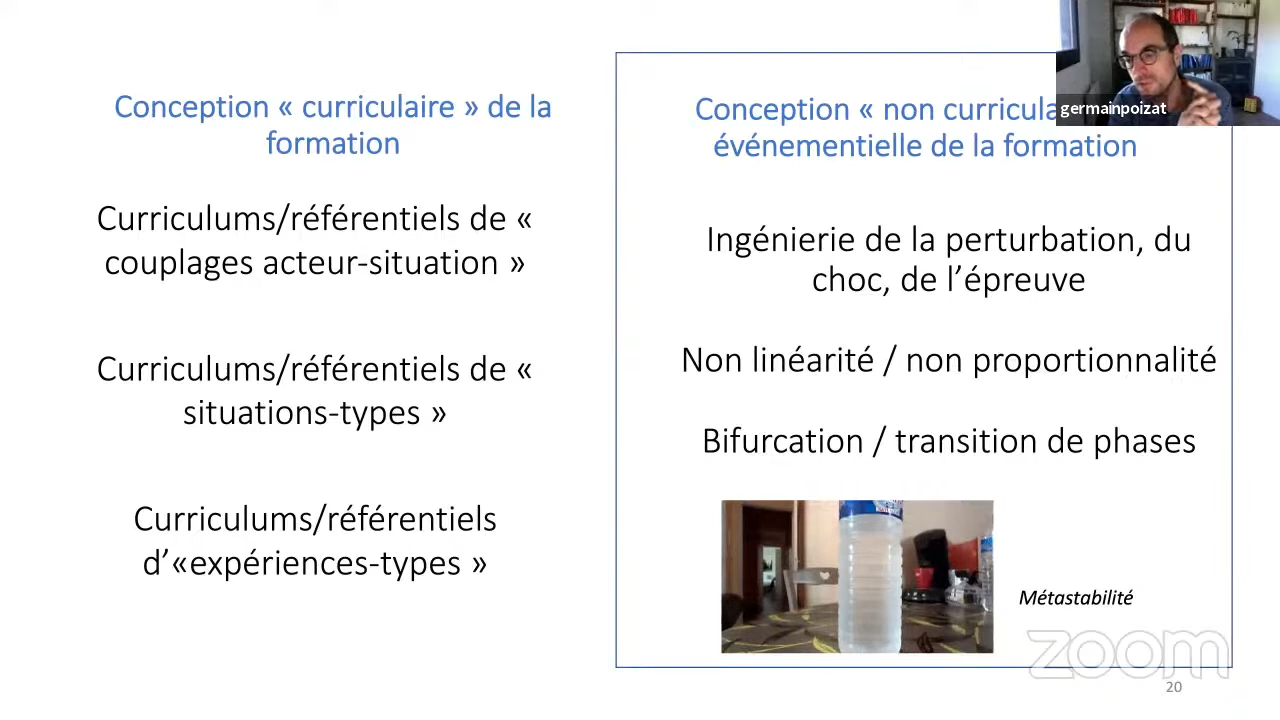 Conception « curriculaire » de la
formation
Curriculums/référentiels de «
couplages acteur-situation »
Curriculums/référentiels de «
situations-types »
Curriculums/référentiels
d’«expériences-types »
Conception « non curricula
événementielle de la formation
Ingénierie de la perturbation, du
choc, de l’épreuve
Non linéarité / non proportionnalité
Bifurcation / transition de phases
Métastabilité
germainpoizat
zoom
20